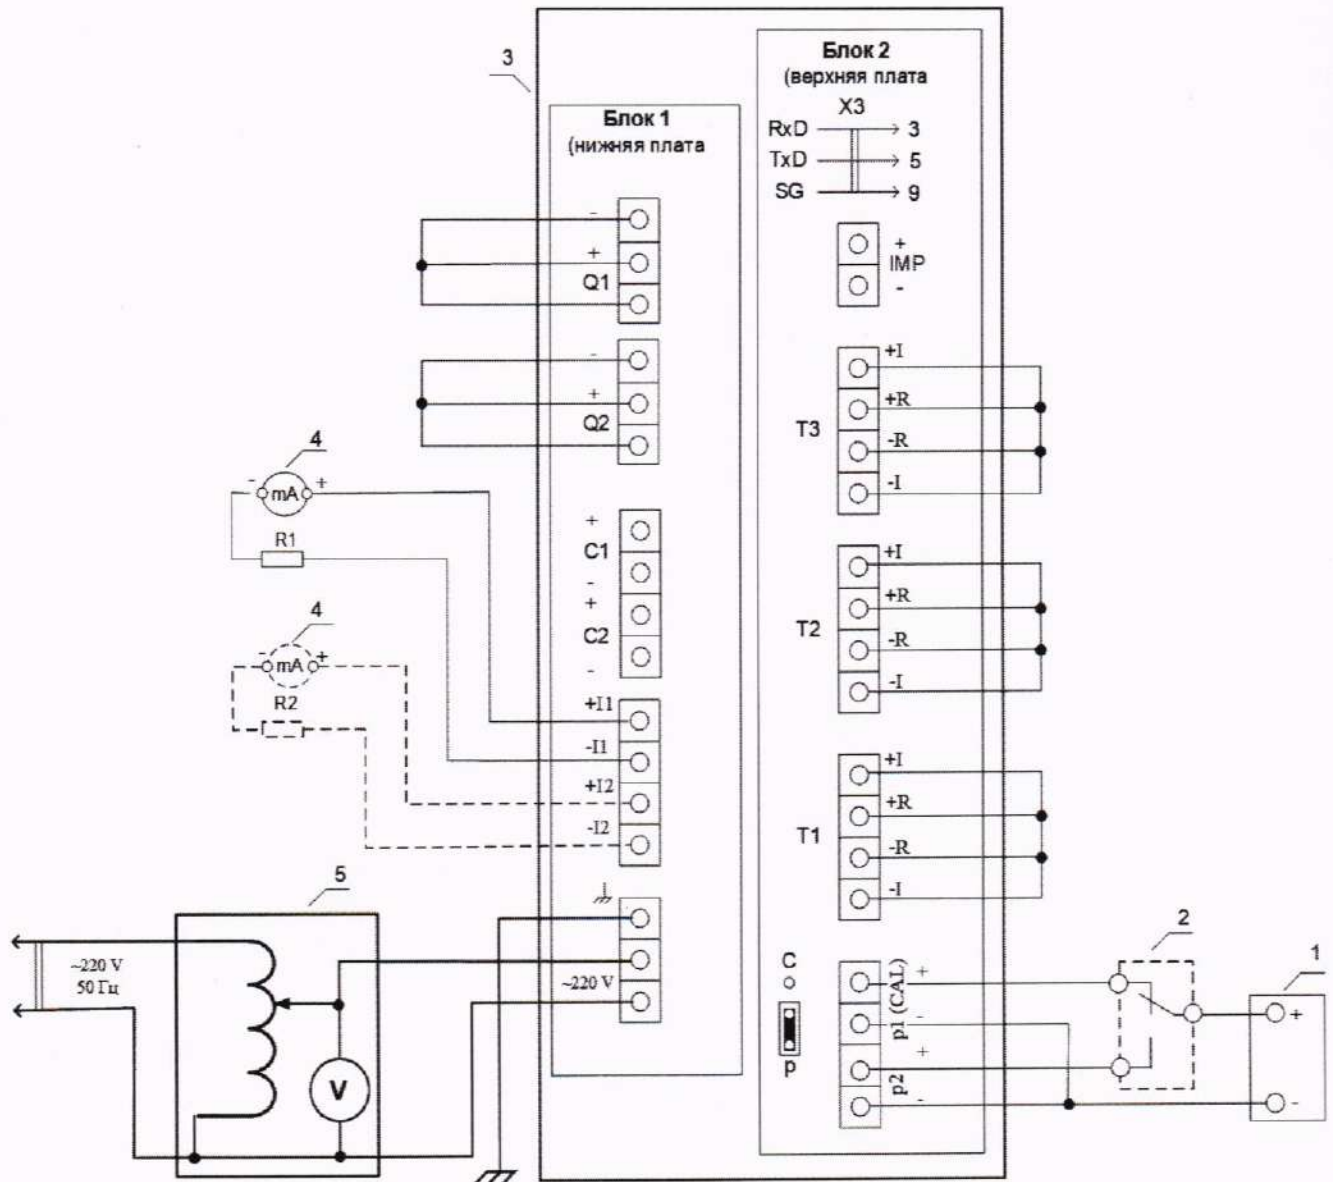 3
Блок 2
(верхняя плата
X3
RxD
3
TxD
5
SG
9
+
IMP
-
Блок 1
(нижняя плата
-
+
Q1
-
+
Q2
+I
+R
T3
-R
-I
4
-
mA
+
R1
+
C1
-
+
C2
-
+I
+R
T2
-R
-I
4
-
mA
+
R2
+I1
-I1
+I2
-I2
+I
+R
T1
-R
-I
5
~220 V
50 Гц
V
~220 V
C
p
p1 (CAL)
+
-
p2
+
-
2
1
+
-